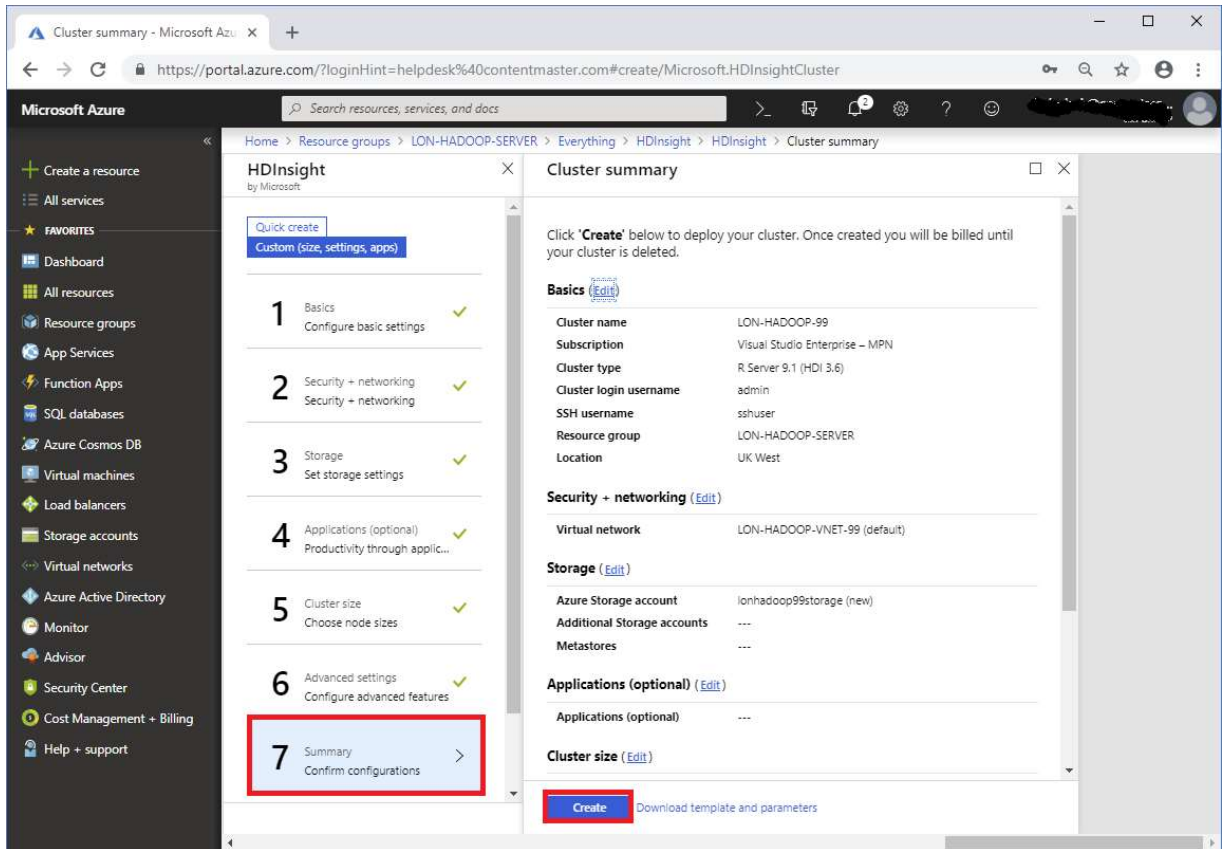 Cluster summary - Microsoft Azu
https://portal.azure.com/?loginHint=helpdesk%40contentmaster.com#create/Microsoft.HDInsightCluster
Microsoft Azure
Search resources, services, and docs
2
Home > Resource groups > LON-HADOOP-SERVER > Everything > HDInsight > HDInsight > Cluster summary
Create a resource
All services
FAVORITES
Dashboard
All resources
Resource groups
App Services
Function Apps
SQL databases
Azure Cosmos DB
Virtual machines
Load balancers
Storage accounts
Virtual networks
Azure Active Directory
Monitor
Advisor
Security Center
Cost Management + Billing
Help + support
HDInsight
by Microsoft
Quick create
Custom (size, settings, apps)
1 Basics
Configure basic settings
2 Security + networking
Security + networking
3 Storage
Set storage settings
4 Applications (optional)
Productivity through applic...
5 Cluster size
Choose node sizes
6 Advanced settings
Configure advanced features
7 Summary
Confirm configurations
Cluster summary
Click 'Create' below to deploy your cluster. Once created you will be billed until
your cluster is deleted.
Basics (Edit)
Cluster name LON-HADOOP-99
Subscription Visual Studio Enterprise – MPN
Cluster type R Server 9.1 (HDI 3.6)
Cluster login username admin
SSH username sshuser
Resource group LON-HADOOP-SERVER
Location UK West
Security + networking (Edit)
Virtual network LON-HADOOP-VNET-99 (default)
Storage (Edit)
Azure Storage account lonhadoop99storage (new)
Additional Storage accounts ---
Metastores ---
Applications (optional) (Edit)
Applications (optional) ---
Cluster size (Edit)
Create Download template and parameters